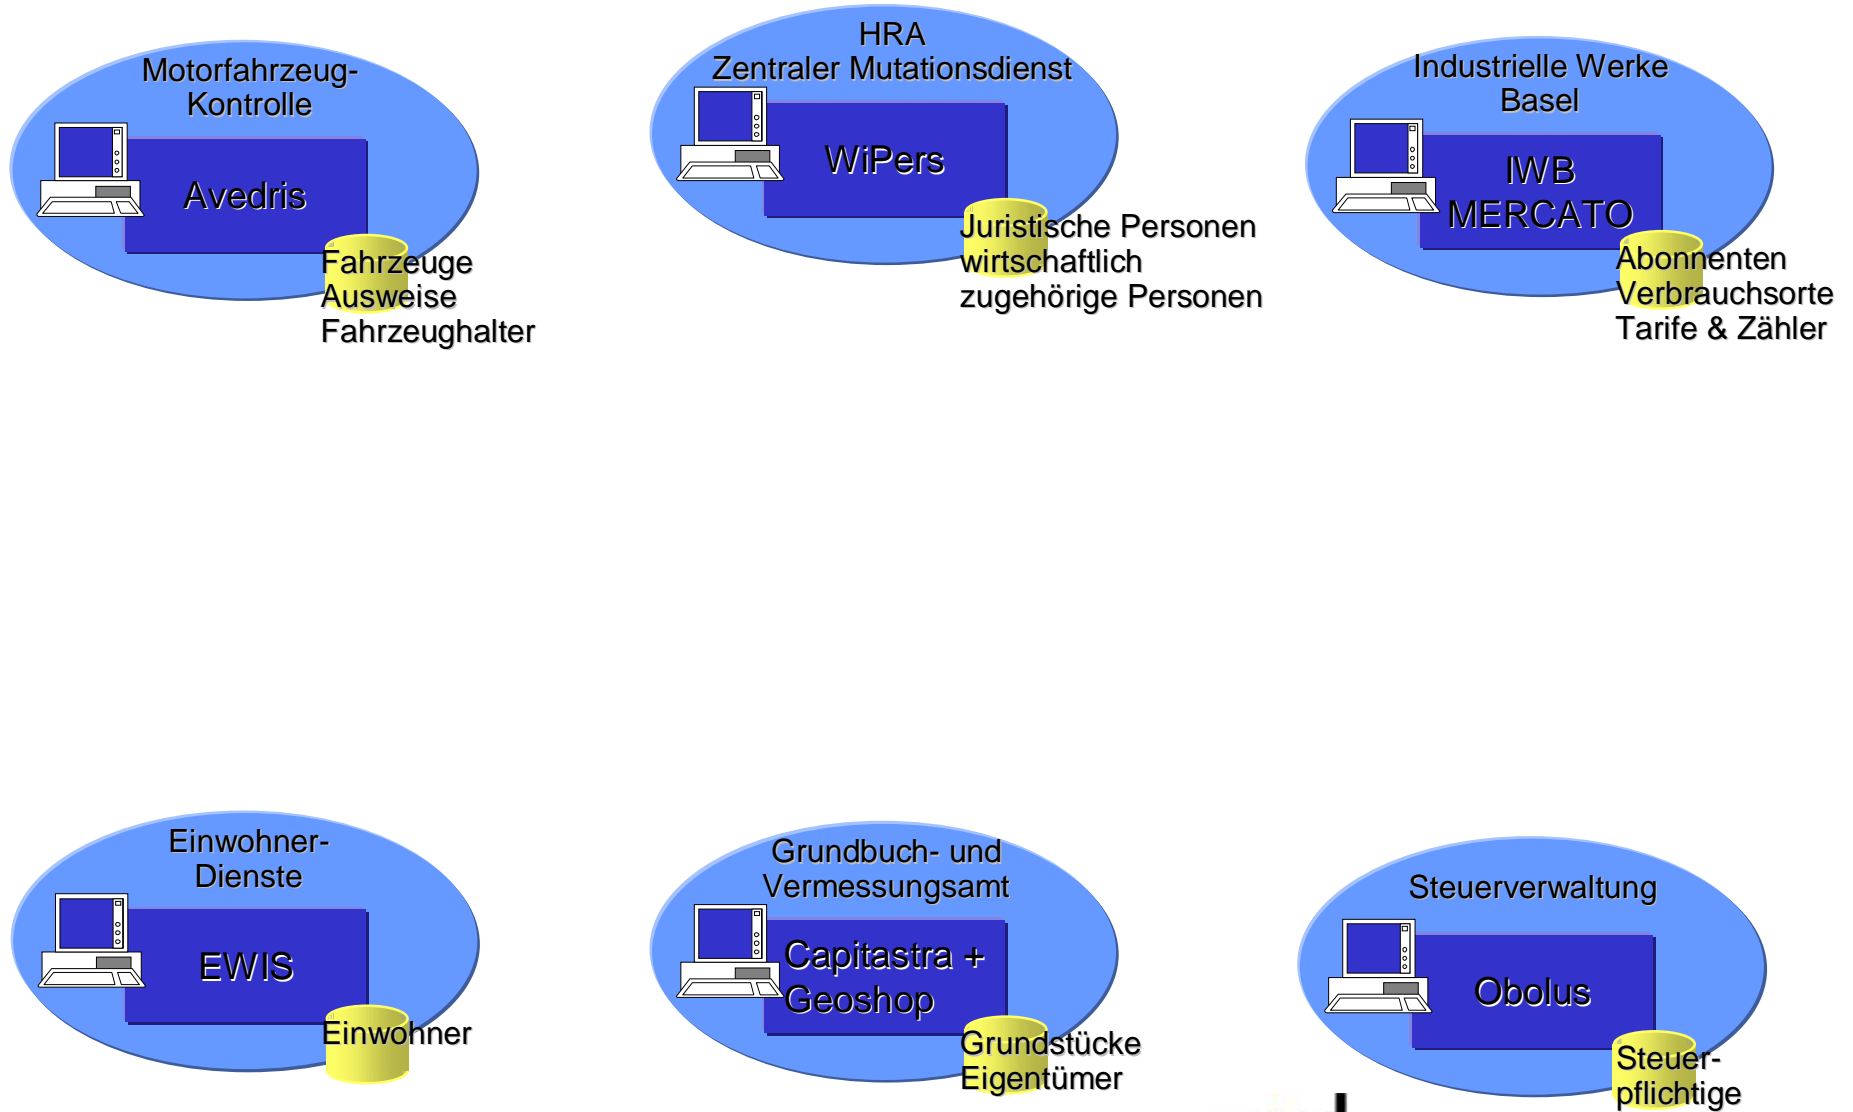 Motorfahrzeug-
Kontrolle
Avedris
Fahrzeuge
Ausweise
Fahrzeughalter
HRA
Zentraler Mutationsdienst
WiPers
Juristische Personen
wirtschaftlich
zugehörige Personen
Industrielle Werke
Basel
IWB
MERCATO
Abonnenten
Verbrauchsorte
Tarife & Zähler
Einwohner-
Dienste
EWIS
Einwohner
Grundbuch- und
Vermessungsamt
Capitastra +
Geoshop
Grundstücke
Eigentümer
Steuerverwaltung
Obolus
Steuer-
pflichtige